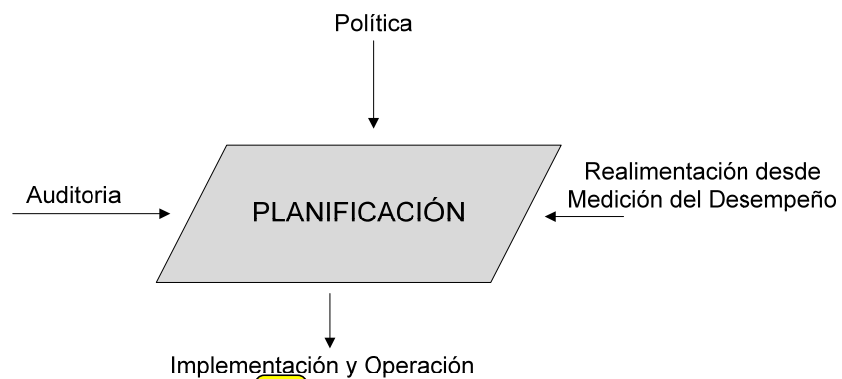 Política
Auditoria
PLANIFICACIÓN
Realimentación desde
Medición del Desempeño
Implementación y Operación